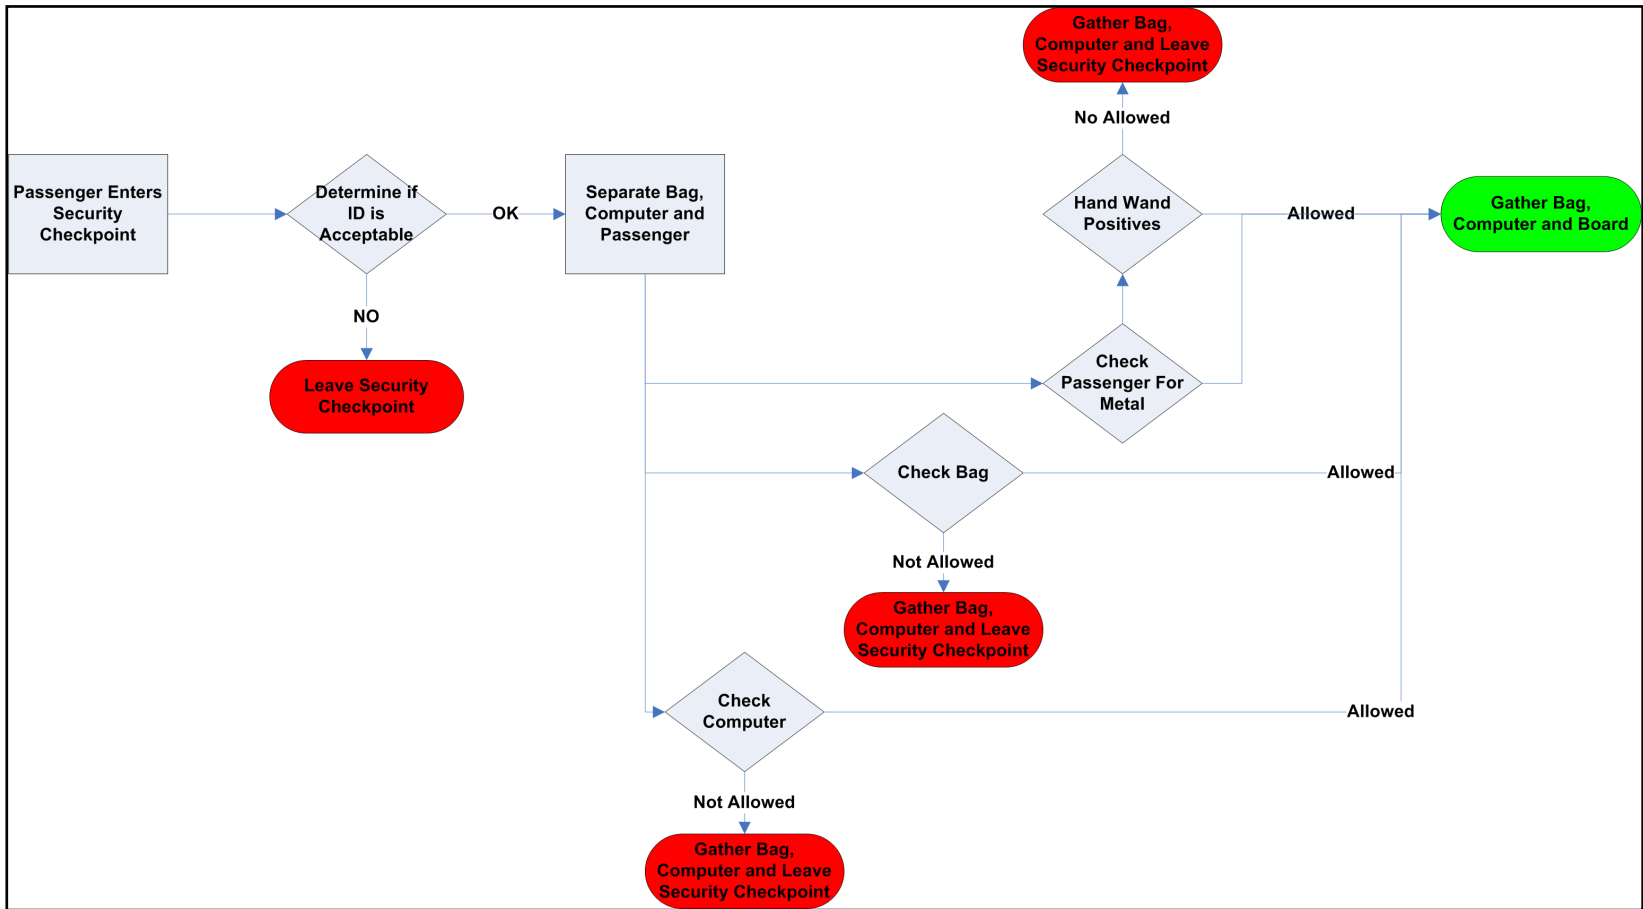 Gather Bag,
Computer and Leave
Security Checkpoint
No Allowed
Passenger Enters
Security
Checkpoint
Determine if
ID is
Acceptable
OK
Separate Bag,
Computer and
Passenger
Hand Wand
Positives
Allowed
Gather Bag,
Computer and Board
NO
Leave Security
Checkpoint
Check
Passenger For
Metal
Check Bag
Allowed
Not Allowed
Gather Bag,
Computer and Leave
Security Checkpoint
Check
Computer
Allowed
Not Allowed
Gather Bag,
Computer and Leave
Security Checkpoint